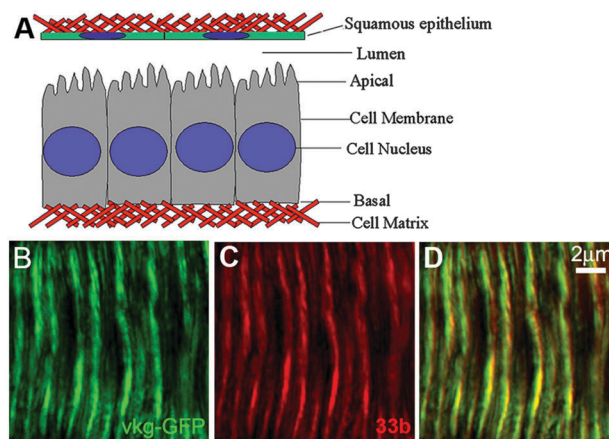 A
Squamous epithelium
Lumen
Apical
Cell Membrane
Cell Nucleus
Basal
Cell Matrix
B
vkg-GFP
C
33b
D
2μm